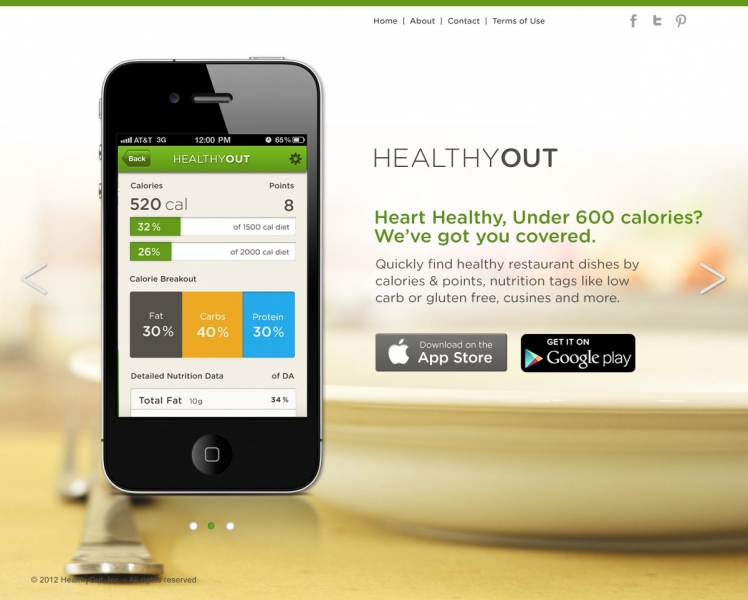 Home | About | Contact | Terms of Use
AT&T 3G 12:00 PM 65%
Back HEALTHYOUT
Calories Points
520 cal 8
32% of 1500 cal diet
26% of 2000 cal diet
Calorie Breakout
Fat Carbs Protein
30% 40% 30%
Detailed Nutrition Data of DA
Total Fat 10g 34%
HEALTHYOUT
Heart Healthy, Under 600 calories?
We've got you covered.
Quickly find healthy restaurant dishes by
calories & points, nutrition tags like low
carb or gluten free, cusines and more.
Download on the
App Store
GET IT ON
Google play
© 2012 HealthyOut, Inc. - All rights reserved